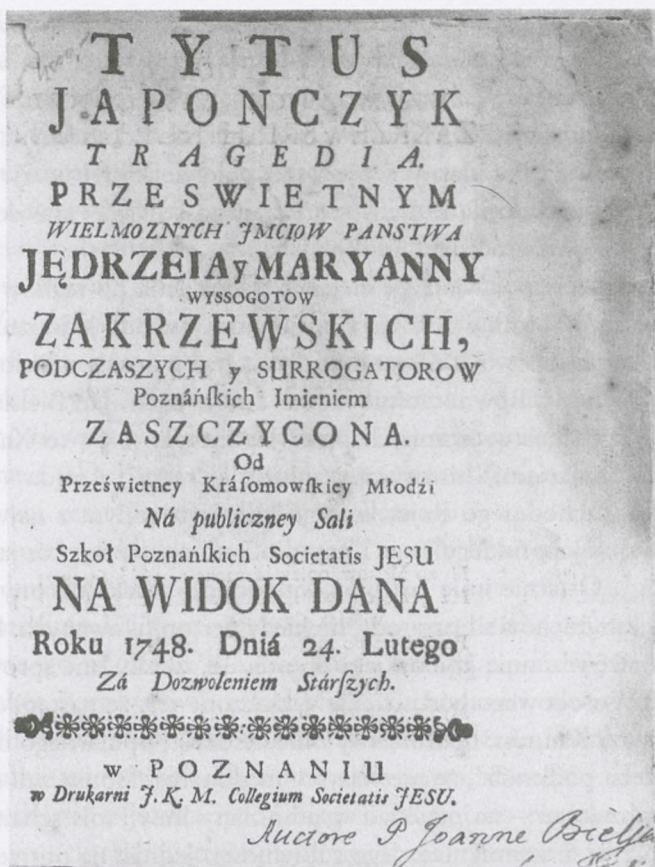 TYTUS
JAPONCZYK
TRAGEDIA.
PRZESWIETNYM
WIELMOZNYCH JMCIOW PANSTWA
JĘDRZEIA y MARYANNY
WYSSOGOTOW
ZAKRZEWSKICH,
PODCZASZYCH y SURROGATOROW
Poznáńſkich Imieniem
ZASZCZYCONA.
Od
Prześwietney Kráſomowſkiey Młodźi
Ná publiczney Sali
Szkoł Poznáńſkich Societatis JESU
NA WIDOK DANA
Roku 1748. Dniá 24. Lutego
Zá Dozwoleniem Stárſzych.
w POZNANIU
w Drukarni J. K. M. Collegium Societatis JESU.
Auctore P Joanne